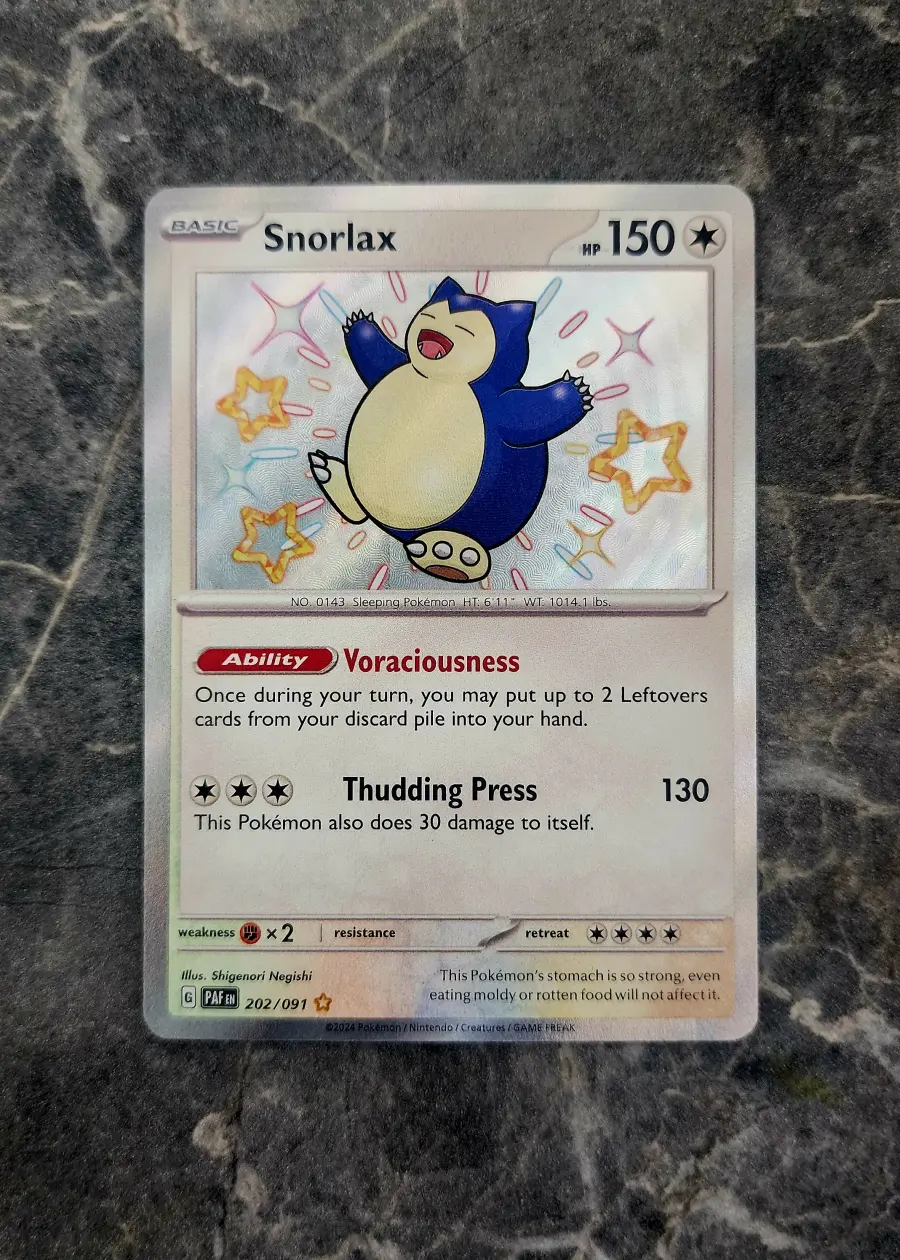 BASIC Snorlax HP 150
NO. 0143 Sleeping Pokémon HT: 6'11" WT: 1014.1 lbs.
Ability Voraciousness
Once during your turn, you may put up to 2 Leftovers
cards from your discard pile into your hand.
Thudding Press 130
This Pokémon also does 30 damage to itself.
weakness ×2 resistance retreat
Illus. Shigenori Negishi
This Pokémon's stomach is so strong, even
eating moldy or rotten food will not affect it.
G PAF EN 202/091
©2024 Pokémon / Nintendo / Creatures / GAME FREAK